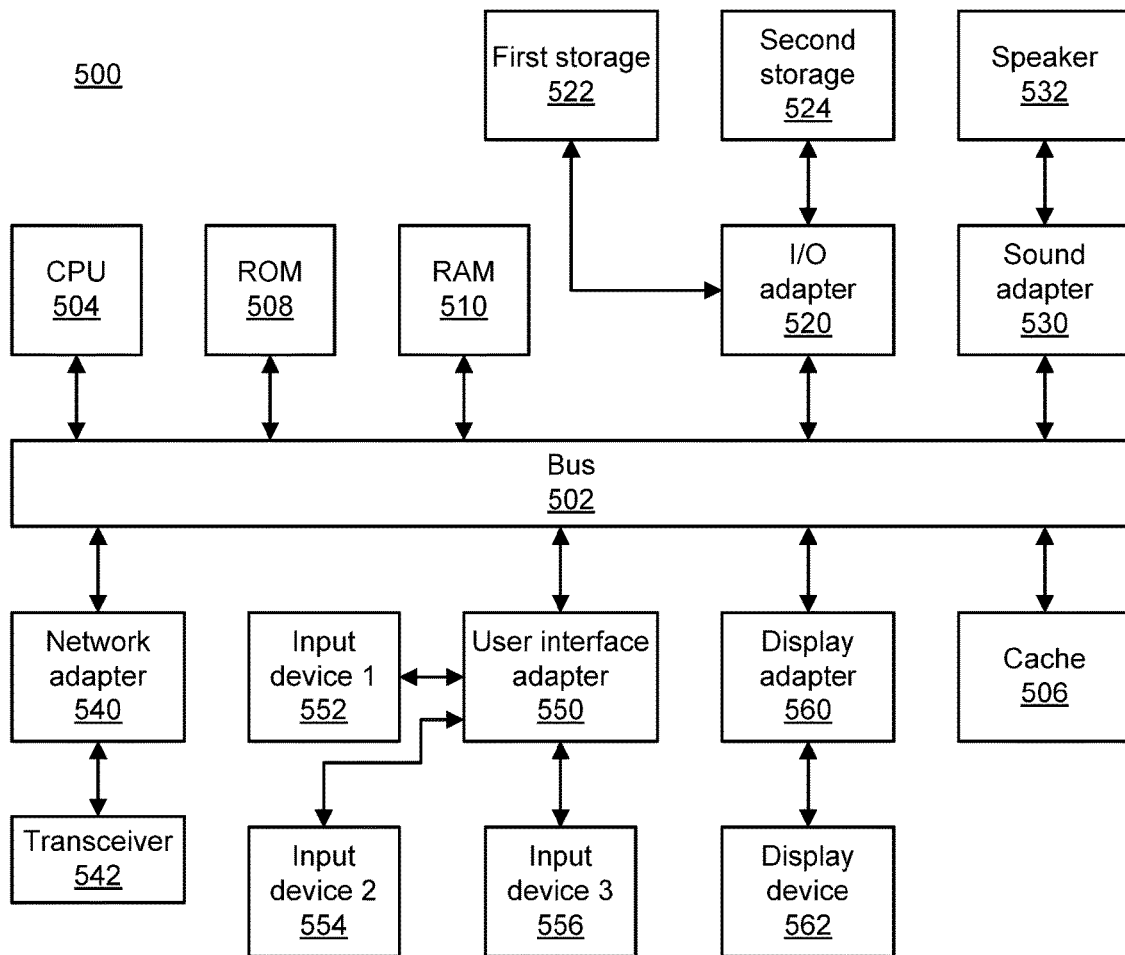 500
First storage
522
Second
storage
524
Speaker
532
CPU
504
ROM
508
RAM
510
I/O
adapter
520
Sound
adapter
530
Bus
502
Network
adapter
540
Input
device 1
552
User interface
adapter
550
Display
adapter
560
Cache
506
Transceiver
542
Input
device 2
554
Input
device 3
556
Display
device
562